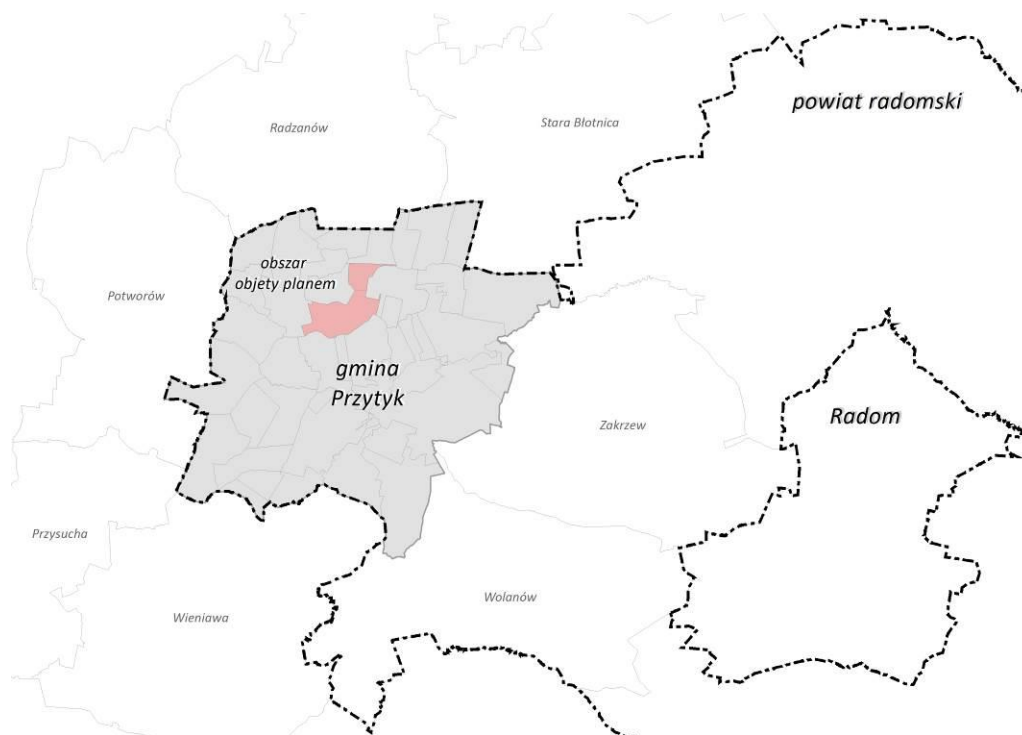 powiat radomski
Radzanów
Stara Błotnica
obszar
objety planem
Potworów
gmina
Przytyk
Radom
Zakrzew
Przysucha
Wolanów
Wieniawa